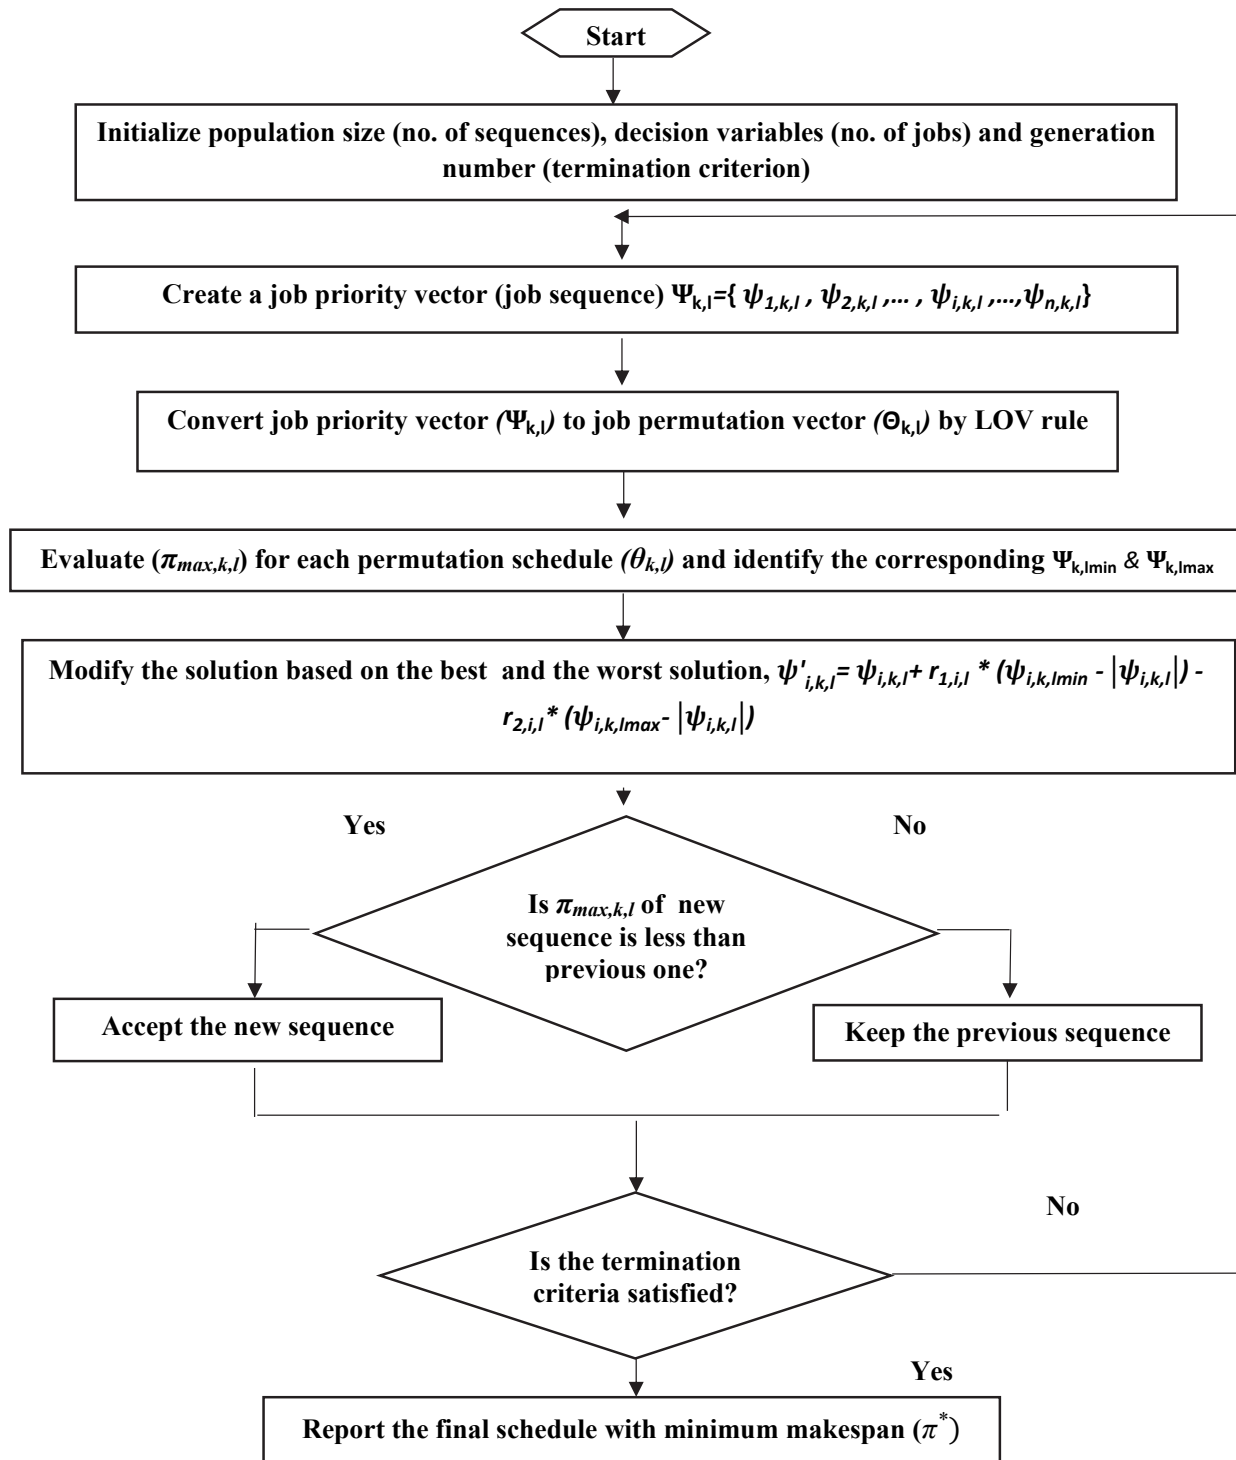 Start
Initialize population size (no. of sequences), decision variables (no. of jobs) and generation
number (termination criterion)
Create a job priority vector (job sequence) Ψk,l={ ψ1,k,l , ψ2,k,l ,… , ψi,k,l ,…,ψn,k,l}
Convert job priority vector (Ψk,l) to job permutation vector (Θk,l) by LOV rule
Evaluate (πmax,k,l) for each permutation schedule (θk,l) and identify the corresponding Ψk,lmin & Ψk,lmax
Modify the solution based on the best and the worst solution, ψ'i,k,l= ψi,k,l+ r1,i,l * (ψi,k,lmin - |ψi,k,l|) -
r2,i,l* (ψi,k,lmax- |ψi,k,l|)
Yes
No
Is πmax,k,l of new
sequence is less than
previous one?
Accept the new sequence
Keep the previous sequence
No
Is the termination
criteria satisfied?
Yes
Report the final schedule with minimum makespan (π*)